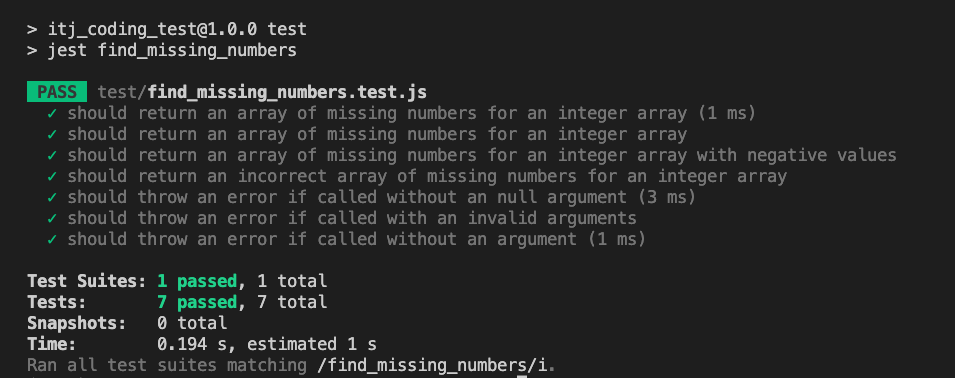 > itj_coding_test@1.0.0 test
> jest find_missing_numbers
PASS test/find_missing_numbers.test.js
✓ should return an array of missing numbers for an integer array (1 ms)
✓ should return an array of missing numbers for an integer array
✓ should return an array of missing numbers for an integer array with negative values
✓ should return an incorrect array of missing numbers for an integer array
✓ should throw an error if called without an null argument (3 ms)
✓ should throw an error if called with an invalid arguments
✓ should throw an error if called without an argument (1 ms)
Test Suites: 1 passed, 1 total
Tests: 7 passed, 7 total
Snapshots: 0 total
Time: 0.194 s, estimated 1 s
Ran all test suites matching /find_missing_numbers/i.